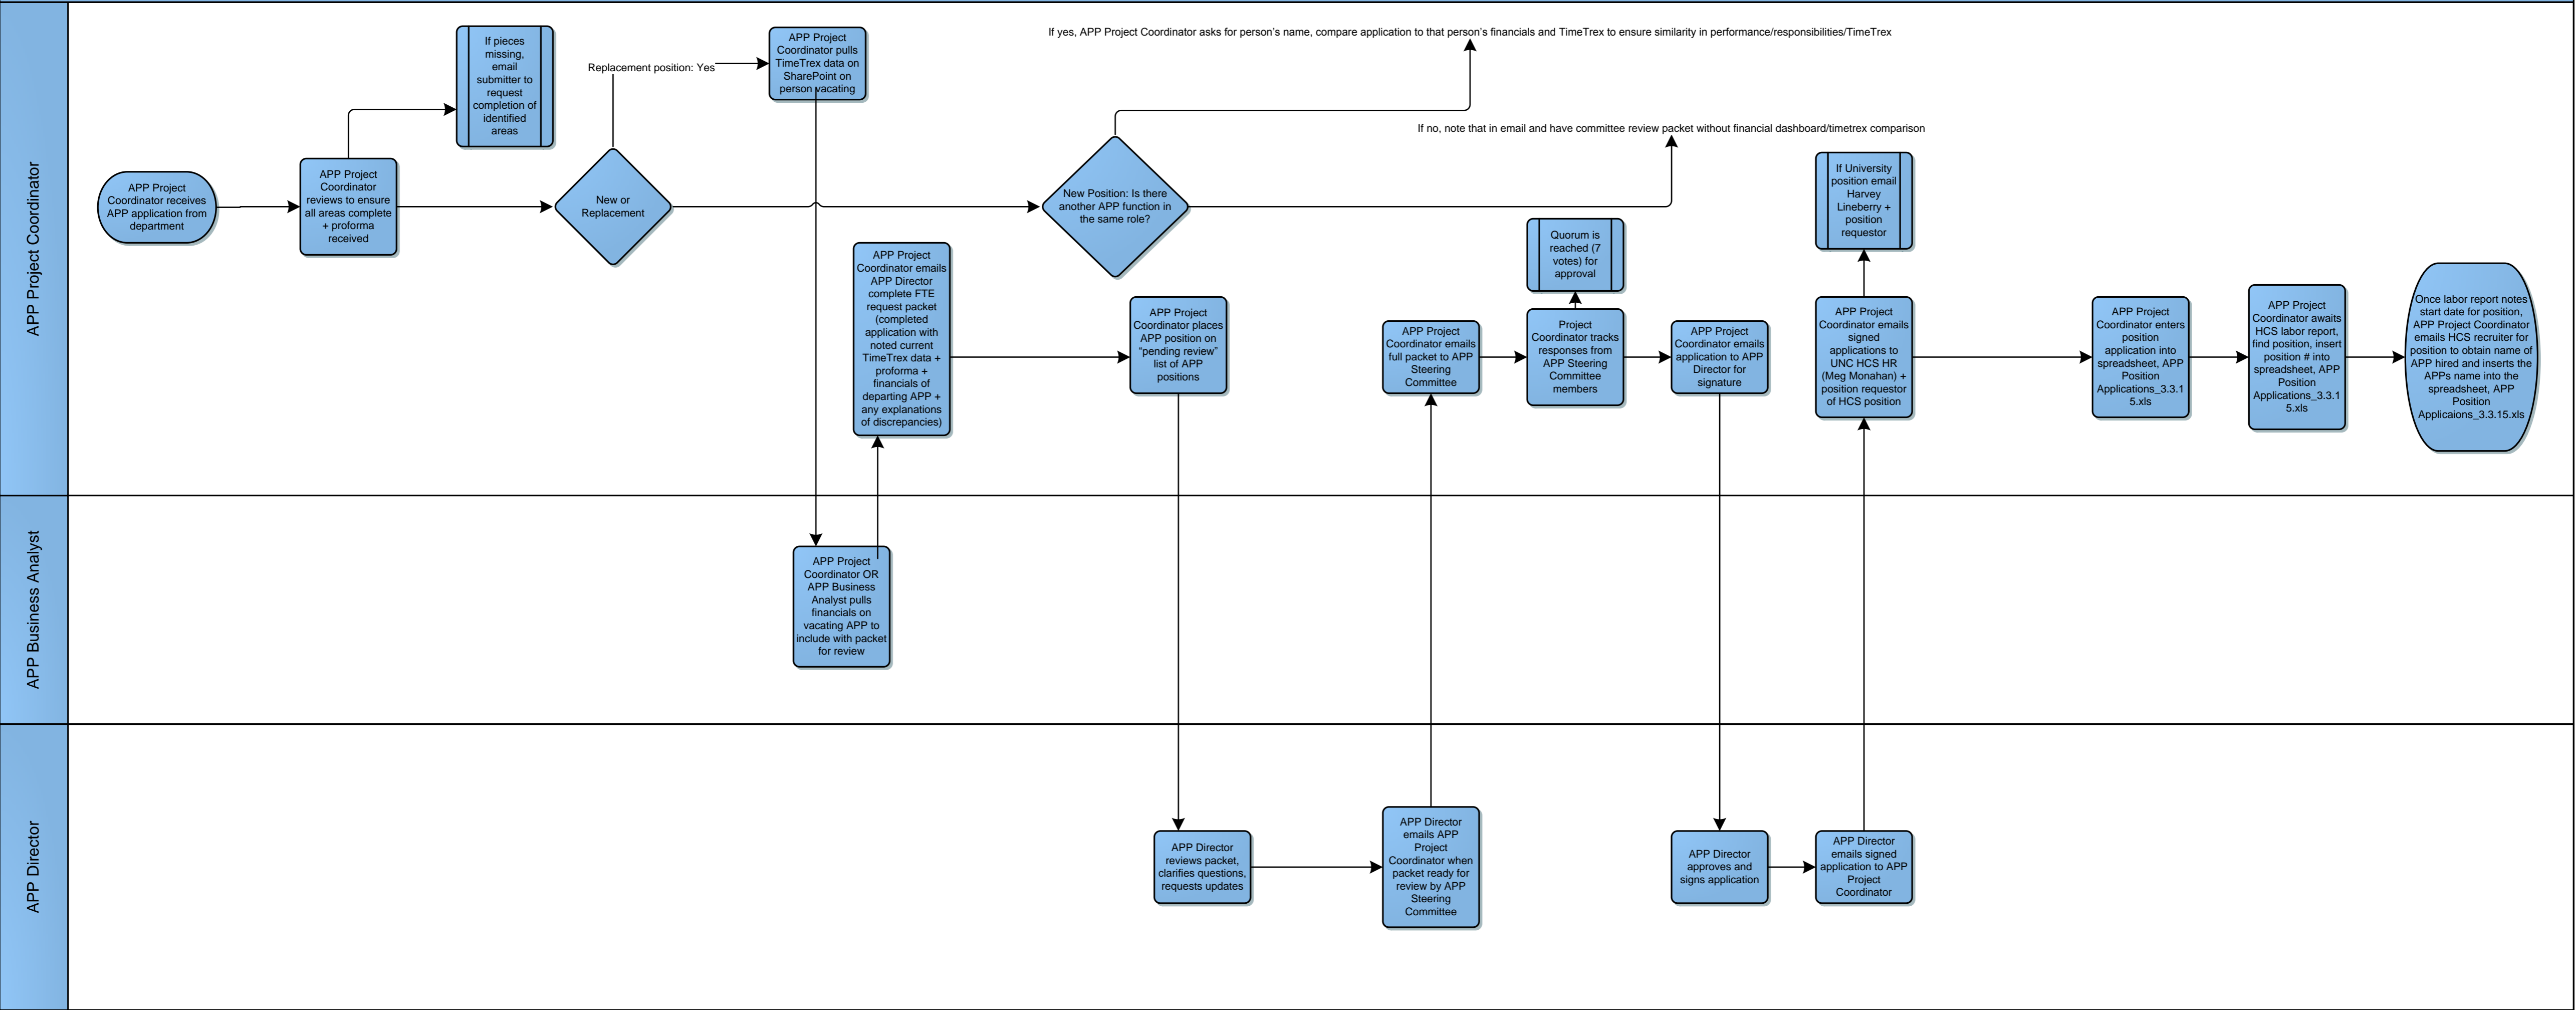 APP Project Coordinator
APP Project
Coordinator receives
APP application from
department
APP Project
Coordinator
reviews to ensure
all areas complete
+ proforma
received
If pieces
missing,
email
submitter to
request
completion of
identified
areas
New or
Replacement
Replacement position: Yes
APP Project
Coordinator pulls
TimeTrex data on
SharePoint on
person vacating
APP Project
Coordinator emails
APP Director
complete FTE
request packet
(completed
application with
noted current
TimeTrex data +
proforma +
financials of
departing APP +
any explanations
of discrepancies)
New Position: Is there
another APP function in
the same role?
If yes, APP Project Coordinator asks for person's name, compare application to that person's financials and TimeTrex to ensure similarity in performance/responsibilities/TimeTrex
If no, note that in email and have committee review packet without financial dashboard/timetrex comparison
APP Project
Coordinator places
APP position on
“pending review”
list of APP
positions
APP Project
Coordinator emails
full packet to APP
Steering
Committee
Quorum is
reached (7
votes) for
approval
Project
Coordinator tracks
responses from
APP Steering
Committee
members
APP Project
Coordinator emails
application to APP
Director for
signature
If University
position email
Harvey
Lineberry +
position
requestor
APP Project
Coordinator emails
signed
applications to
UNC HCS HR
(Meg Monahan) +
position requestor
of HCS position
APP Project
Coordinator enters
position
application into
spreadsheet, APP
Position
Applications_3.3.1
5.xls
APP Project
Coordinator awaits
HCS labor report,
find position, insert
position # into
spreadsheet, APP
Position
Applications_3.3.1
5.xls
Once labor report notes
start date for position,
APP Project Coordinator
emails HCS recruiter for
position to obtain name of
APP hired and inserts the
APPs name into the
spreadsheet, APP
Position
Applicaions_3.3.15.xls
APP Business Analyst
APP Project
Coordinator OR
APP Business
Analyst pulls
financials on
vacating APP to
include with packet
for review
APP Director
APP Director
reviews packet,
clarifies questions,
requests updates
APP Director
emails APP
Project
Coordinator when
packet ready for
review by APP
Steering
Committee
APP Director
approves and
signs application
APP Director
emails signed
application to APP
Project
Coordinator